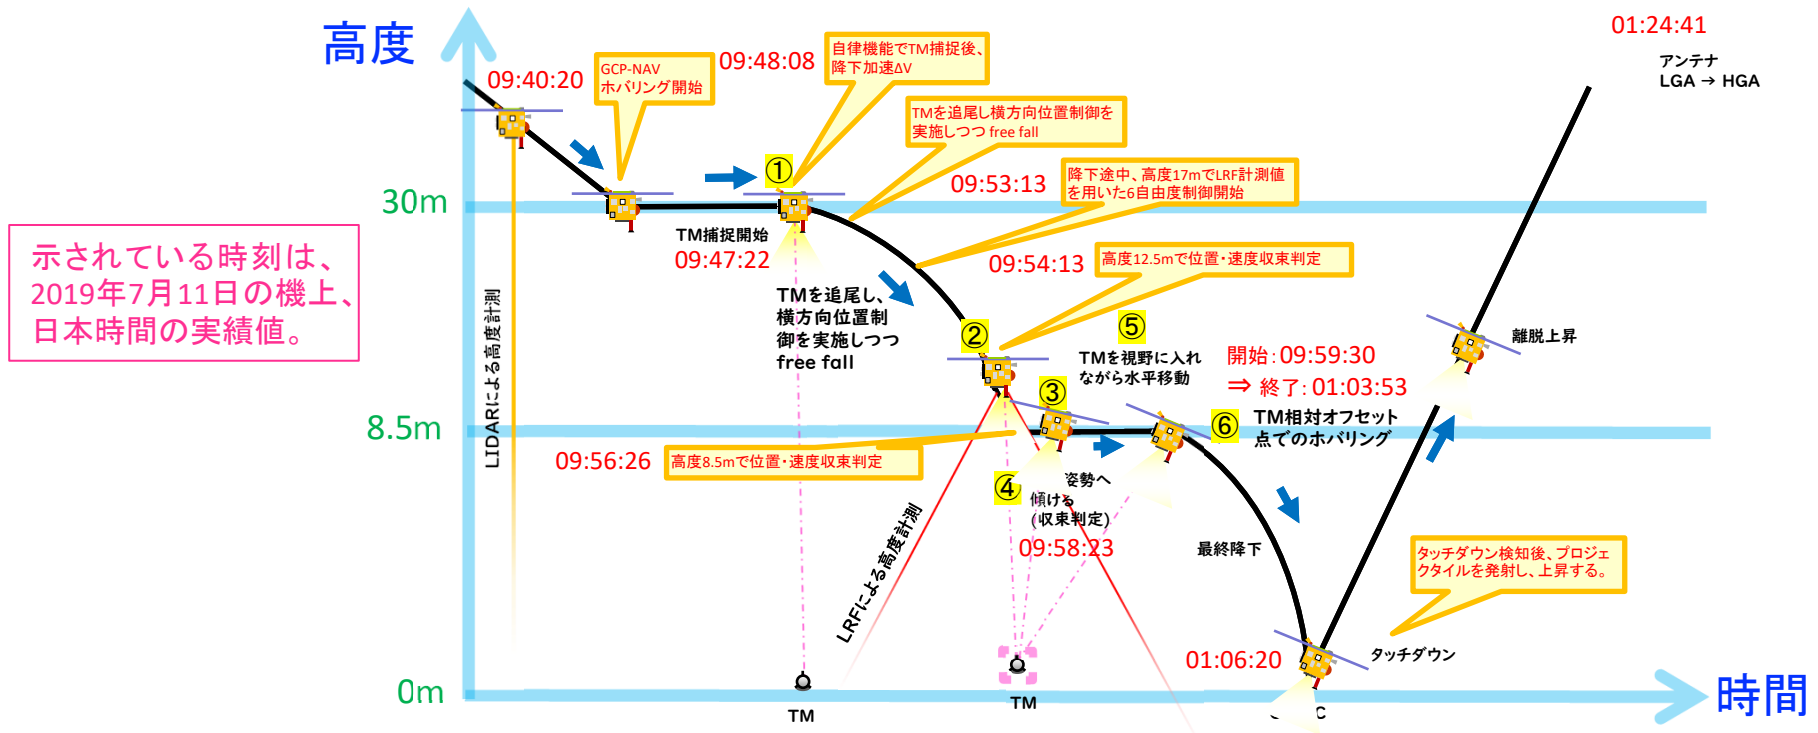 高度
01:24:41
アンテナ
LGA → HGA
09:40:20
GCP-NAV
ホバリング開始
09:48:08
自律機能でTM捕捉後、
降下加速ΔV
TMを追尾し横方向位置制御を
実施しつつ free fall
①
09:53:13
降下途中、高度17mでLRF計測値
を用いた6自由度制御開始
30m
TM捕捉開始
09:47:22
示されている時刻は、
2019年7月11日の機上、
日本時間の実績値。
09:54:13
高度12.5mで位置・速度収束判定
LIDARによる高度計測
TMを追尾し、
横方向位置制
御を実施しつつ
free fall
②
⑤
TMを視野に入れ
ながら水平移動
開始：09:59:30
⇒ 終了：01:03:53
離脱上昇
③
8.5m
⑥
TM相対オフセット
点でのホバリング
09:56:26
高度8.5mで位置・速度収束判定
④
姿勢へ
傾ける
(収束判定)
09:58:23
LRFによる高度計測
最終降下
タッチダウン検知後、プロジェ
クタイルを発射し、上昇する。
01:06:20
タッチダウン
0m
TM
TM
C
時間